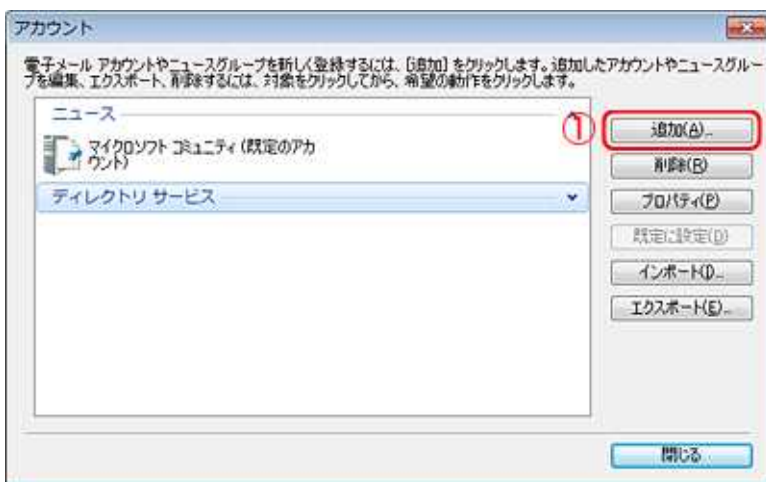 アカウント
電子メール アカウントやニュースグループを新しく登録するには、[追加] をクリックします。追加したアカウントやニュースグルー
プを編集、エクスポート、削除するには、対象をクリックしてから、希望の動作をクリックします。
ニュース
①
追加(A)...
マイクロソフト コミュニティ (既定のアカ
ウント)
削除(R)
ディレクトリ サービス
プロパティ(P)
既定に設定(D)
インポート(I)...
エクスポート(E)...
閉じる